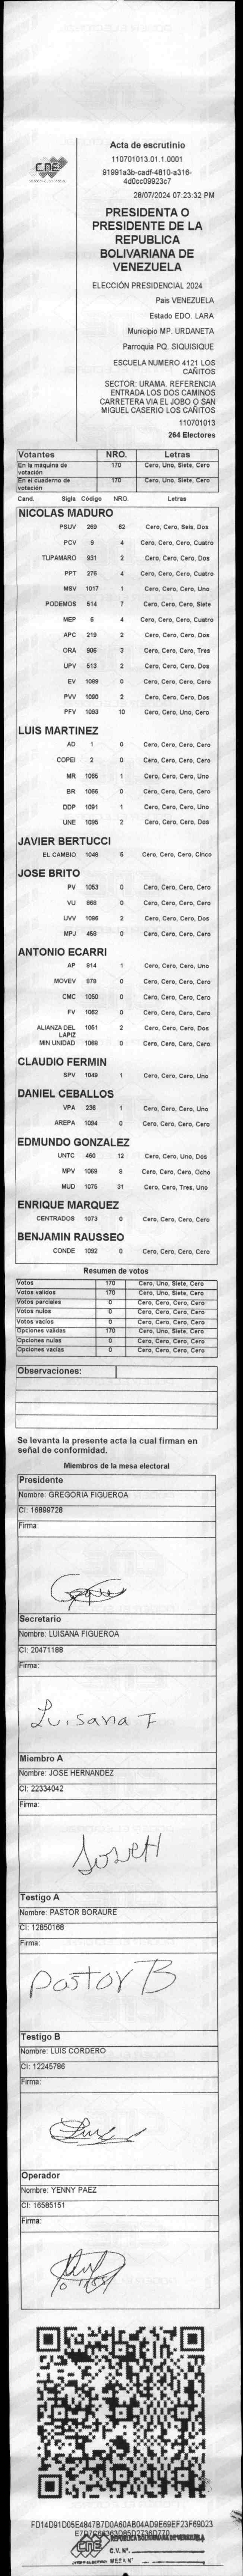 CNE
Acta de escrutinio
110701013.01.1.0001
91991a3b-cadf-4810-a316-
4d0cc09923c7
28/07/2024 07:23:32 PM
PRESIDENTA O
PRESIDENTE DE LA
REPUBLICA
BOLIVARIANA DE
VENEZUELA
ELECCIÓN PRESIDENCIAL 2024
Pais VENEZUELA
Estado EDO. LARA
Municipio MP. URDANETA
Parroquia PQ. SIQUISIQUE
ESCUELA NUMERO 4121 LOS
CAÑITOS
SECTOR: URAMA. REFERENCIA
ENTRADA LOS DOS CAMINOS
CARRETERA VIA EL JOBO O SAN
MIGUEL CASERIO LOS CAÑITOS
110701013
264 Electores
Votantes NRO. Letras
En la máquina de votación 170 Cero, Uno, Siete, Cero
En el cuaderno de votación 170 Cero, Uno, Siete, Cero
Cand. Sigla Código NRO. Letras
NICOLAS MADURO
PSUV 269 62 Cero, Cero, Seis, Dos
PCV 9 4 Cero, Cero, Cero, Cuatro
TUPAMARO 931 2 Cero, Cero, Cero, Dos
PPT 276 4 Cero, Cero, Cero, Cuatro
MSV 1017 1 Cero, Cero, Cero, Uno
PODEMOS 514 7 Cero, Cero, Cero, Siete
MEP 6 4 Cero, Cero, Cero, Cuatro
APC 219 2 Cero, Cero, Cero, Dos
ORA 906 3 Cero, Cero, Cero, Tres
UPV 513 2 Cero, Cero, Cero, Dos
EV 1089 0 Cero, Cero, Cero, Cero
PVV 1090 2 Cero, Cero, Cero, Dos
PFV 1093 10 Cero, Cero, Uno, Cero
LUIS MARTINEZ
AD 1 0 Cero, Cero, Cero, Cero
COPEI 2 0 Cero, Cero, Cero, Cero
MR 1065 1 Cero, Cero, Cero, Uno
BR 1066 0 Cero, Cero, Cero, Cero
DDP 1091 1 Cero, Cero, Cero, Uno
UNE 1095 2 Cero, Cero, Cero, Dos
JAVIER BERTUCCI
EL CAMBIO 1046 5 Cero, Cero, Cero, Cinco
JOSE BRITO
PV 1053 0 Cero, Cero, Cero, Cero
VU 868 0 Cero, Cero, Cero, Cero
UVV 1096 2 Cero, Cero, Cero, Dos
MPJ 458 0 Cero, Cero, Cero, Cero
ANTONIO ECARRI
AP 914 1 Cero, Cero, Cero, Uno
MOVEV 979 0 Cero, Cero, Cero, Cero
CMC 1050 0 Cero, Cero, Cero, Cero
FV 1062 0 Cero, Cero, Cero, Cero
ALIANZA DEL LAPIZ 1051 2 Cero, Cero, Cero, Dos
MIN UNIDAD 1069 0 Cero, Cero, Cero, Cero
CLAUDIO FERMIN
SPV 1049 1 Cero, Cero, Cero, Uno
DANIEL CEBALLOS
VPA 236 1 Cero, Cero, Cero, Uno
AREPA 1094 0 Cero, Cero, Cero, Cero
EDMUNDO GONZALEZ
UNTC 460 12 Cero, Cero, Uno, Dos
MPV 1069 8 Cero, Cero, Cero, Ocho
MUD 1075 31 Cero, Cero, Tres, Uno
ENRIQUE MARQUEZ
CENTRADOS 1073 0 Cero, Cero, Cero, Cero
BENJAMIN RAUSSEO
CONDE 1092 0 Cero, Cero, Cero, Cero
Resumen de votos
Votos 170 Cero, Uno, Siete, Cero
Votos validos 170 Cero, Uno, Siete, Cero
Votos parciales 0 Cero, Cero, Cero, Cero
Votos nulos 0 Cero, Cero, Cero, Cero
Votos vacios 0 Cero, Cero, Cero, Cero
Opciones validas 170 Cero, Uno, Siete, Cero
Opciones nulas 0 Cero, Cero, Cero, Cero
Opciones vacias 0 Cero, Cero, Cero, Cero
Observaciones:
Se levanta la presente acta la cual firman en
señal de conformidad.
Miembros de la mesa electoral
Presidente
Nombre: GREGORIA FIGUEROA
CI: 16899728
Firma:
Secretario
Nombre: LUISANA FIGUEROA
CI: 20471188
Firma:
Luisana F
Miembro A
Nombre: JOSE HERNANDEZ
CI: 22334042
Firma:
JoseH
Testigo A
Nombre: PASTOR BORAURE
CI: 12850168
Firma:
Pastor B
Testigo B
Nombre: LUIS CORDERO
CI: 12245786
Firma:
Operador
Nombre: YENNY PAEZ
CI: 16585151
Firma:
FD14D91D05E4847B7D0A60AB04AD9E69EF23F69023
CNE
REPÚBLICA BOLIVARIANA DE VENEZUELA
C.V. N°.
MESA N°